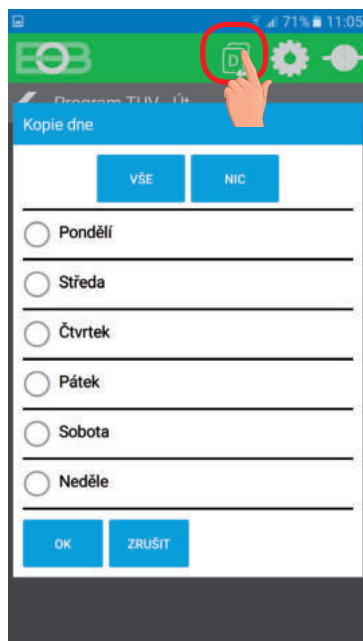 71% 11:05
EOB
D
Program TUV - Út
Kopie dne
VŠE NIC
Pondělí
Středa
Čtvrtek
Pátek
Sobota
Neděle
OK ZRUŠIT